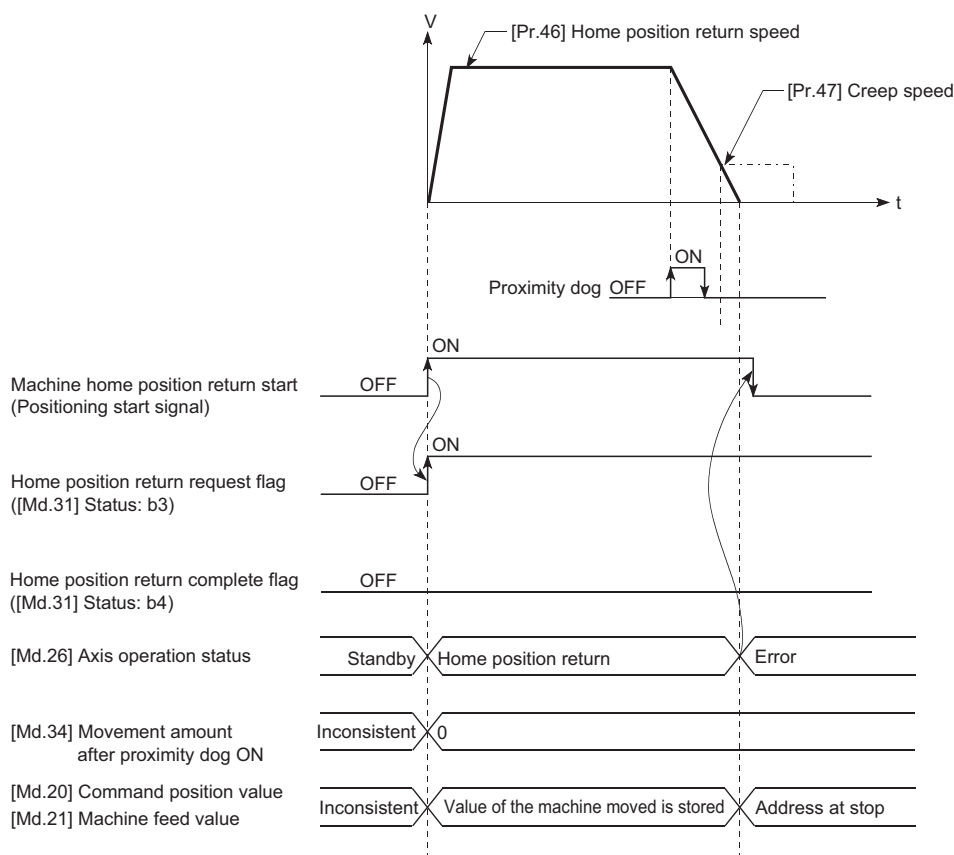 V
[Pr.46] Home position return speed
[Pr.47] Creep speed
t
ON
Proximity dog OFF
ON
Machine home position return start
(Positioning start signal)
OFF
ON
Home position return request flag
([Md.31] Status: b3)
OFF
Home position return complete flag
([Md.31] Status: b4)
OFF
[Md.26] Axis operation status
Standby
Home position return
Error
[Md.34] Movement amount
after proximity dog ON
Inconsistent
0
[Md.20] Command position value
[Md.21] Machine feed value
Inconsistent
Value of the machine moved is stored
Address at stop